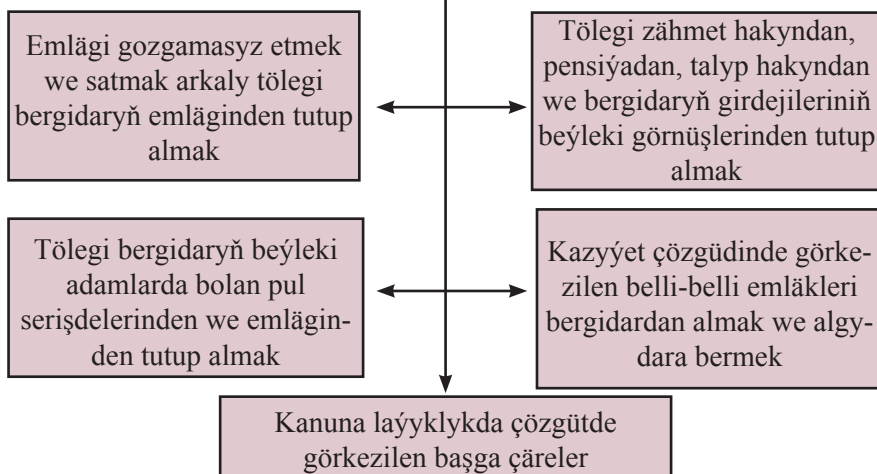 Emlägi gozgamasyz etmek
we satmak arkaly tölegi
bergidaryň emläginden tutup
almak
Tölegi zähmet hakyndan,
pensiýadan, talyp hakyndan
we bergidaryň girdejileriniň
beýleki görnüşlerinden tutup
almak
Tölegi bergidaryň beýleki
adamlarda bolan pul
serişdelerinden we emlägin-
den tutup almak
Kazyýet çözgüdinde görke-
zilen belli-belli emläkleri
bergidardan almak we algy-
dara bermek
Kanuna laýyklykda çözgütde
görkezilen başga çäreler